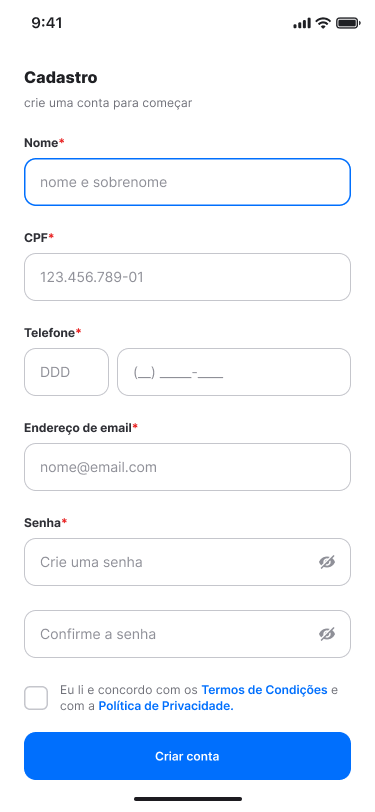 9:41
Cadastro
crie uma conta para começar
Nome*
nome e sobrenome
CPF*
123.456.789-01
Telefone*
DDD (__) _____-____
Endereço de email*
nome@email.com
Senha*
Crie uma senha
Confirme a senha
Eu li e concordo com os Termos de Condições e
com a Política de Privacidade.
Criar conta